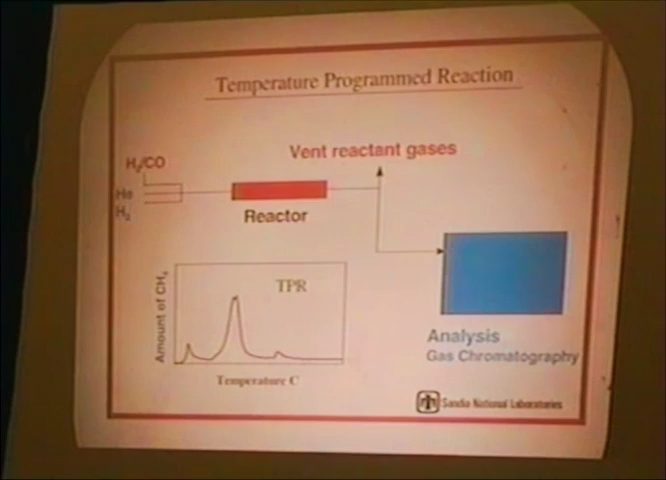 Temperature Programmed Reaction
Vent reactant gases
H₂/CO
He
H₂
Reactor
TPR
Amount of CH₄
Temperature C
Analysis
Gas Chromatography
Sandia National Laboratories